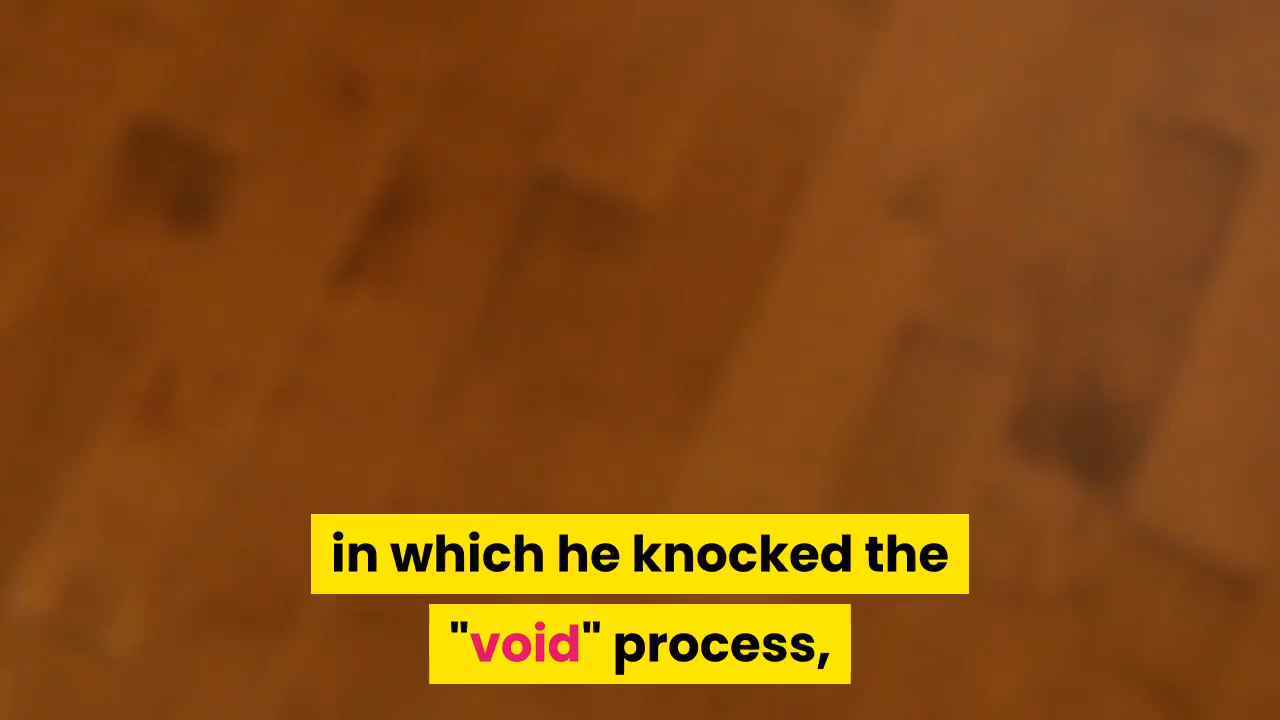 in which he knocked the
"void" process,